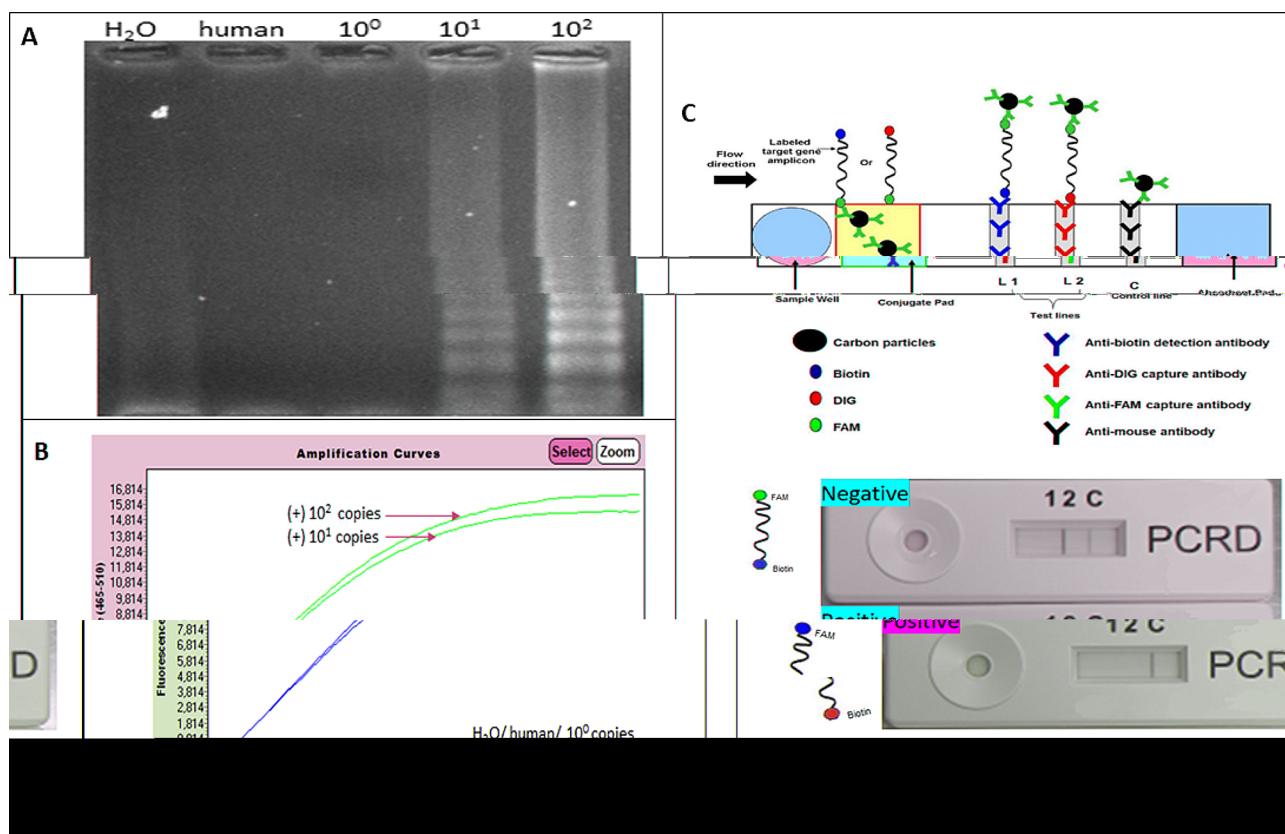 A
H₂O human 10⁰ 10¹ 10²
C
Flow direction
Labeled target gene amplicon
Or
Sample Well
Conjugate Pad
L 1
L 2
C
Control line
Absorbent Pad
Test lines
Carbon particles
Biotin
DIG
FAM
Anti-biotin detection antibody
Anti-DIG capture antibody
Anti-FAM capture antibody
Anti-mouse antibody
B
Amplification Curves
Select
Zoom
16,814
15,814
14,814
13,814
12,814
11,814
10,814
9,814
8,814
7,814
6,814
5,814
4,814
3,814
2,814
1,814
(465-510)
Fluorescence
(+) 10² copies
(+) 10¹ copies
H₂O/ human/ 10⁰ copies
FAM
Biotin
Negative
1 2 C
PCRD
Positive
FAM
Biotin
1 2 C
PCR
D